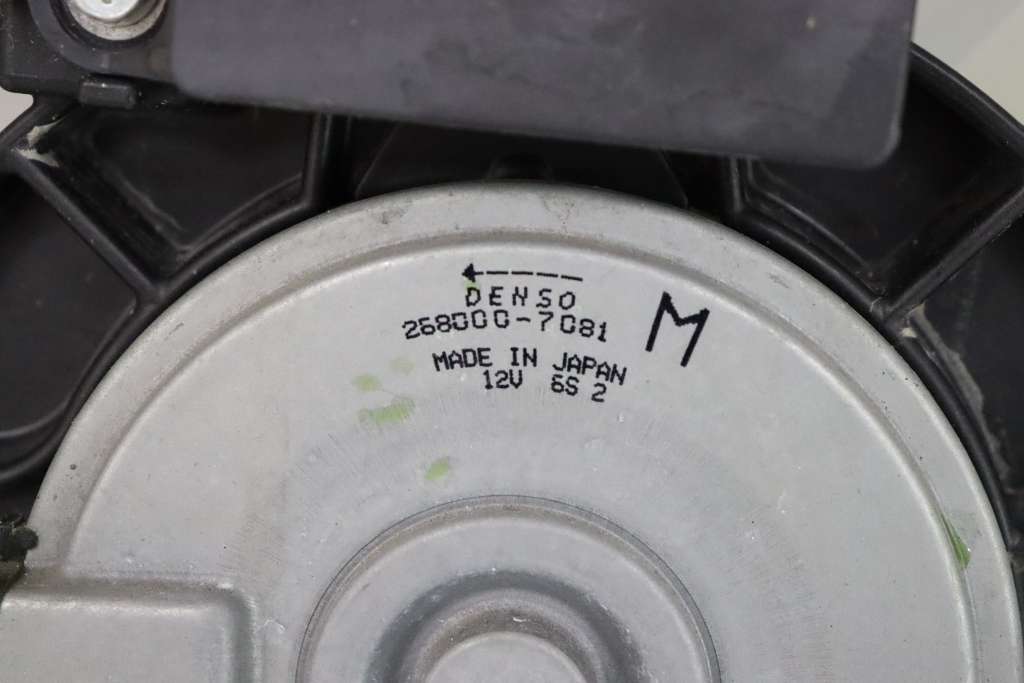 DENSO
268000-7081
M
MADE IN JAPAN
12V 6S 2